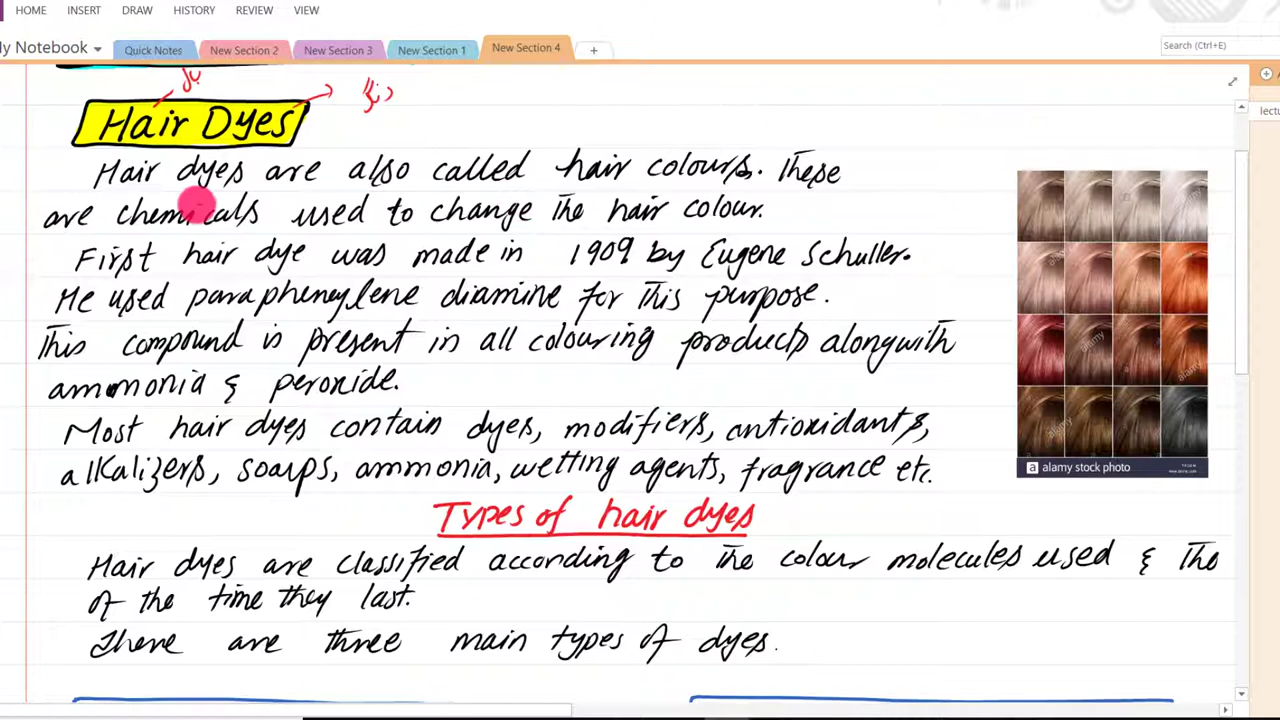 HOME INSERT DRAW HISTORY REVIEW VIEW
My Notebook Quick Notes New Section 2 New Section 3 New Section 1 New Section 4 +
Search (Ctrl+E)
Hair Dyes
Hair dyes are also called hair colours. These
are chemicals used to change the hair colour.
First hair dye was made in 1909 by Eugene Schuller.
He used parapheneylene diamine for this purpose.
This compound is present in all colouring products alongwith
ammonia & peroxide.
Most hair dyes contain dyes, modifiers, antioxidants,
alkalizers, soaps, ammonia, wetting agents, fragrance etc.
a alamy stock photo
Types of hair dyes
Hair dyes are classified according to the colour molecules used & the
of the time they last.
There are three main types of dyes.